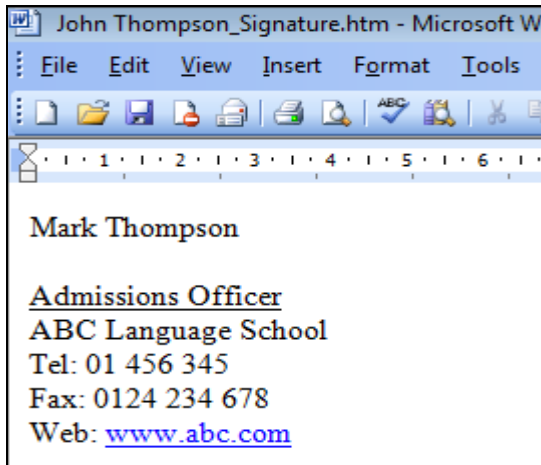 John Thompson_Signature.htm - Microsoft W
File Edit View Insert Format Tools
ABC
1 2 3 4 5 6
Mark Thompson
Admissions Officer
ABC Language School
Tel: 01 456 345
Fax: 0124 234 678
Web: www.abc.com